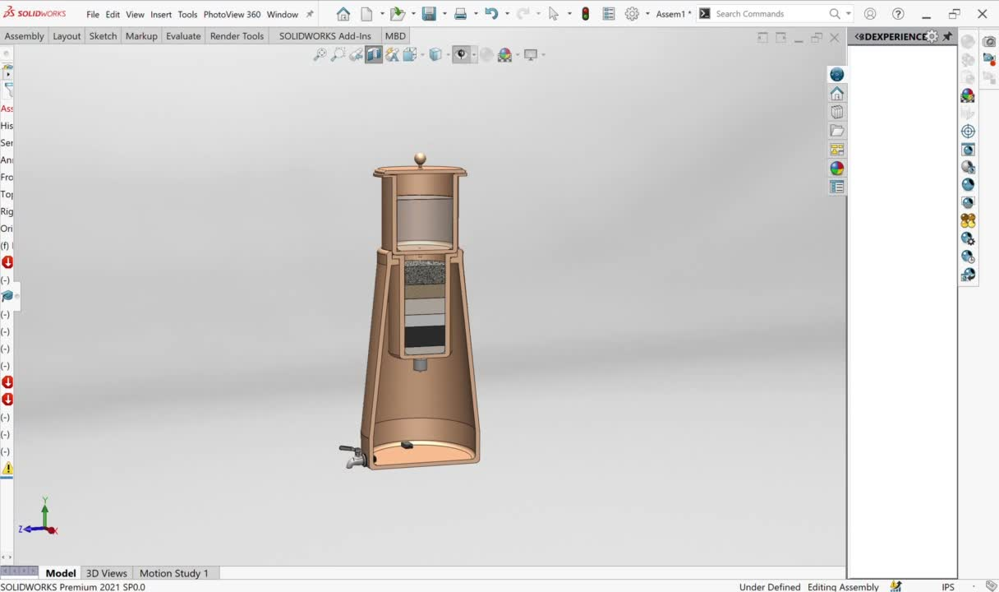 SOLIDWORKS File Edit View Insert Tools PhotoView 360 Window Assem1 * Search Commands
Assembly Layout Sketch Markup Evaluate Render Tools SOLIDWORKS Add-Ins MBD
3DEXPERIENCE
Ass
His
Ser
Ann
Fro
Top
Rig
Ori
(f)
(-)
(-)
(-)
(-)
(-)
(-)
(-)
(-)
Y
Z
X
Model 3D Views Motion Study 1
SOLIDWORKS Premium 2021 SP0.0 Under Defined Editing Assembly IPS